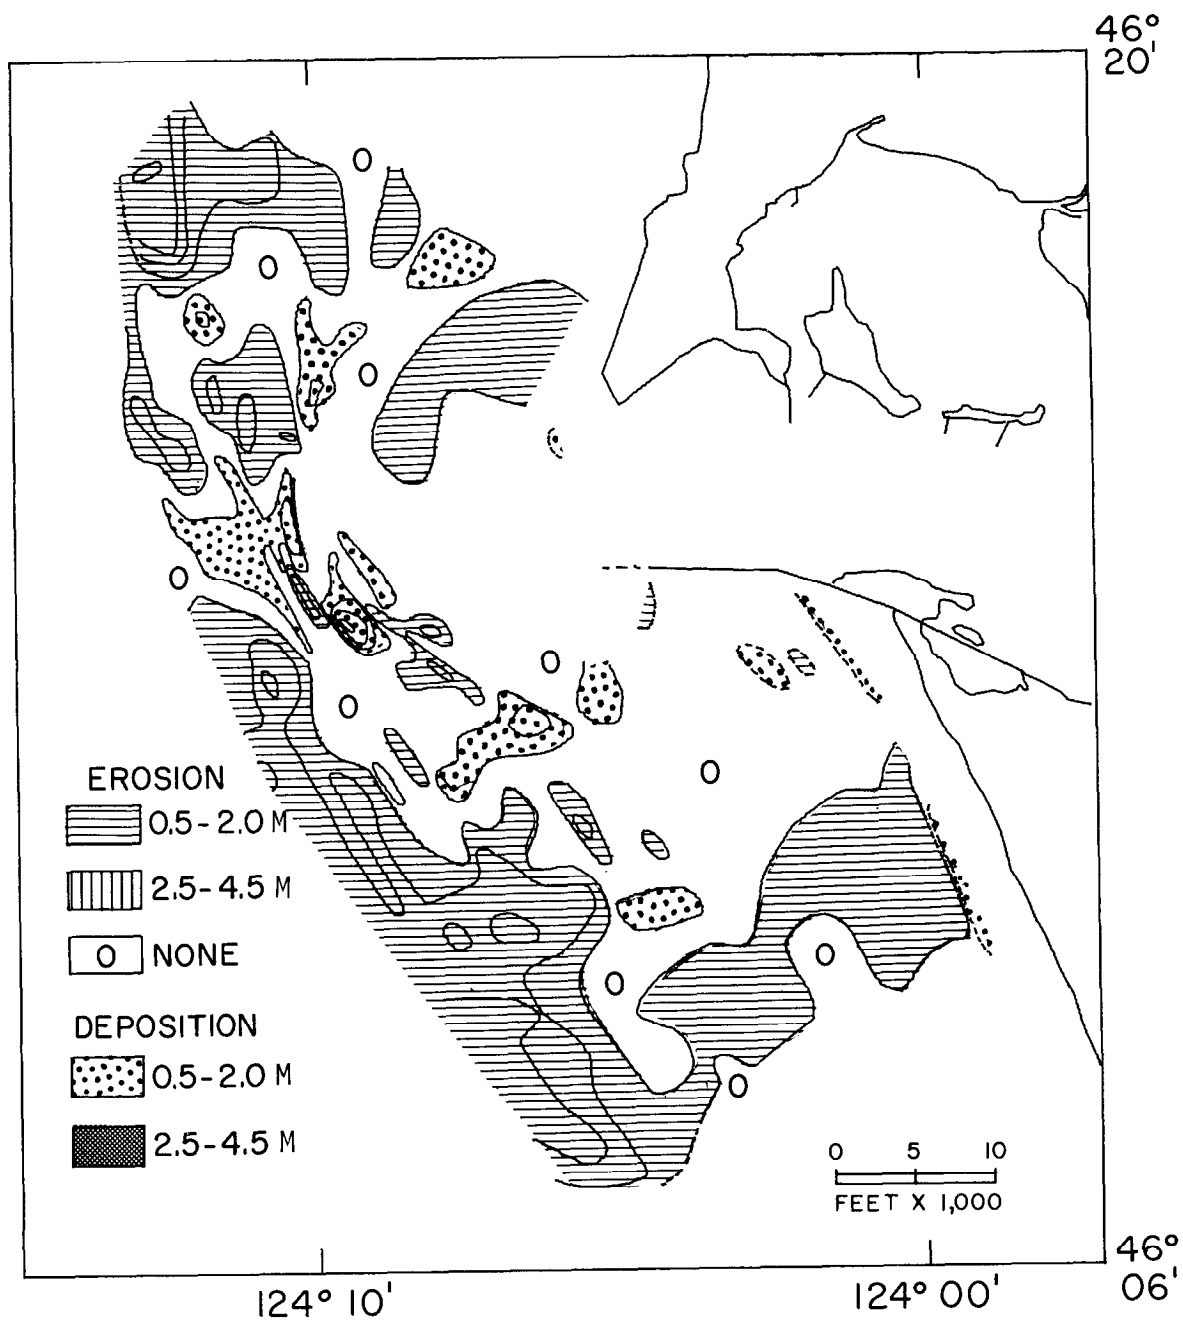 46°
20'
O
O
O
O
O
O
O
EROSION
0.5-2.0 M
2.5-4.5 M
O NONE
O
O
O
DEPOSITION
0.5-2.0 M
2.5-4.5 M
0 5 10
FEET X 1,000
46°
06'
124° 10' 124° 00'